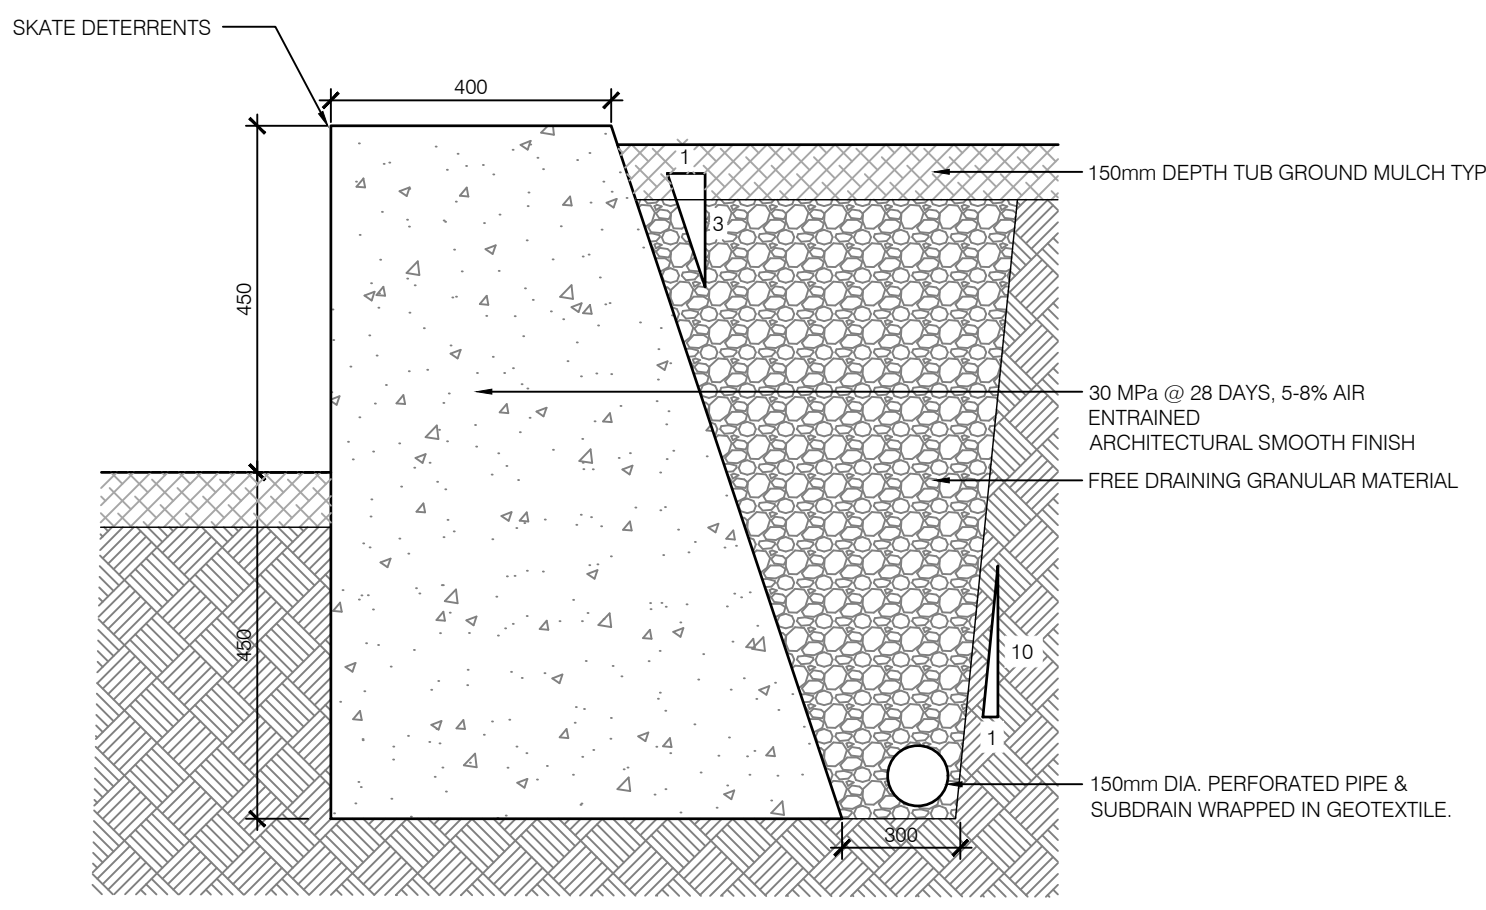 SKATE DETERRENTS
400
1
150mm DEPTH TUB GROUND MULCH TYP
3
450
30 MPa @ 28 DAYS, 5-8% AIR
ENTRAINED
ARCHITECTURAL SMOOTH FINISH
FREE DRAINING GRANULAR MATERIAL
450
10
1
150mm DIA. PERFORATED PIPE &
SUBDRAIN WRAPPED IN GEOTEXTILE.
300